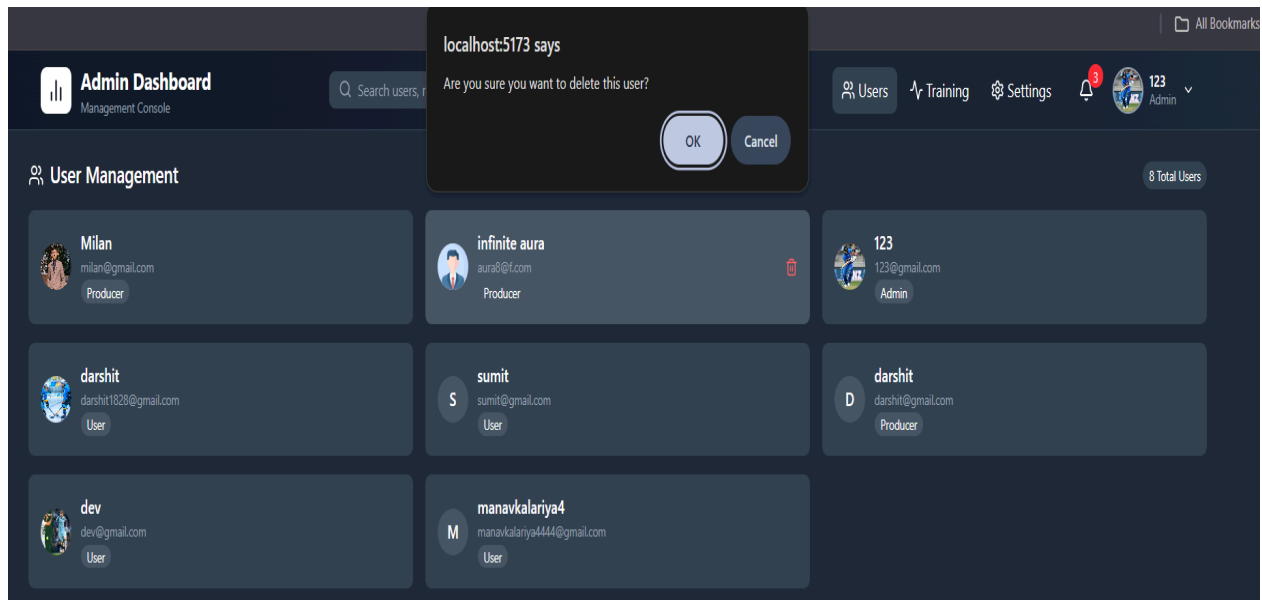 All Bookmarks
localhost:5173 says
Are you sure you want to delete this user?
OK Cancel
Admin Dashboard
Management Console
Search users,
Users Training Settings 3 123
Admin
User Management 8 Total Users
Milan
milan@gmail.com
Producer
infinite aura
aura8@f.com
Producer
123
123@gmail.com
Admin
darshit
darshit1828@gmail.com
User
S
sumit
sumit@gmail.com
User
D
darshit
darshit@gmail.com
Producer
dev
dev@gmail.com
User
M
manavkalariya4
manavkalariya4444@gmail.com
User